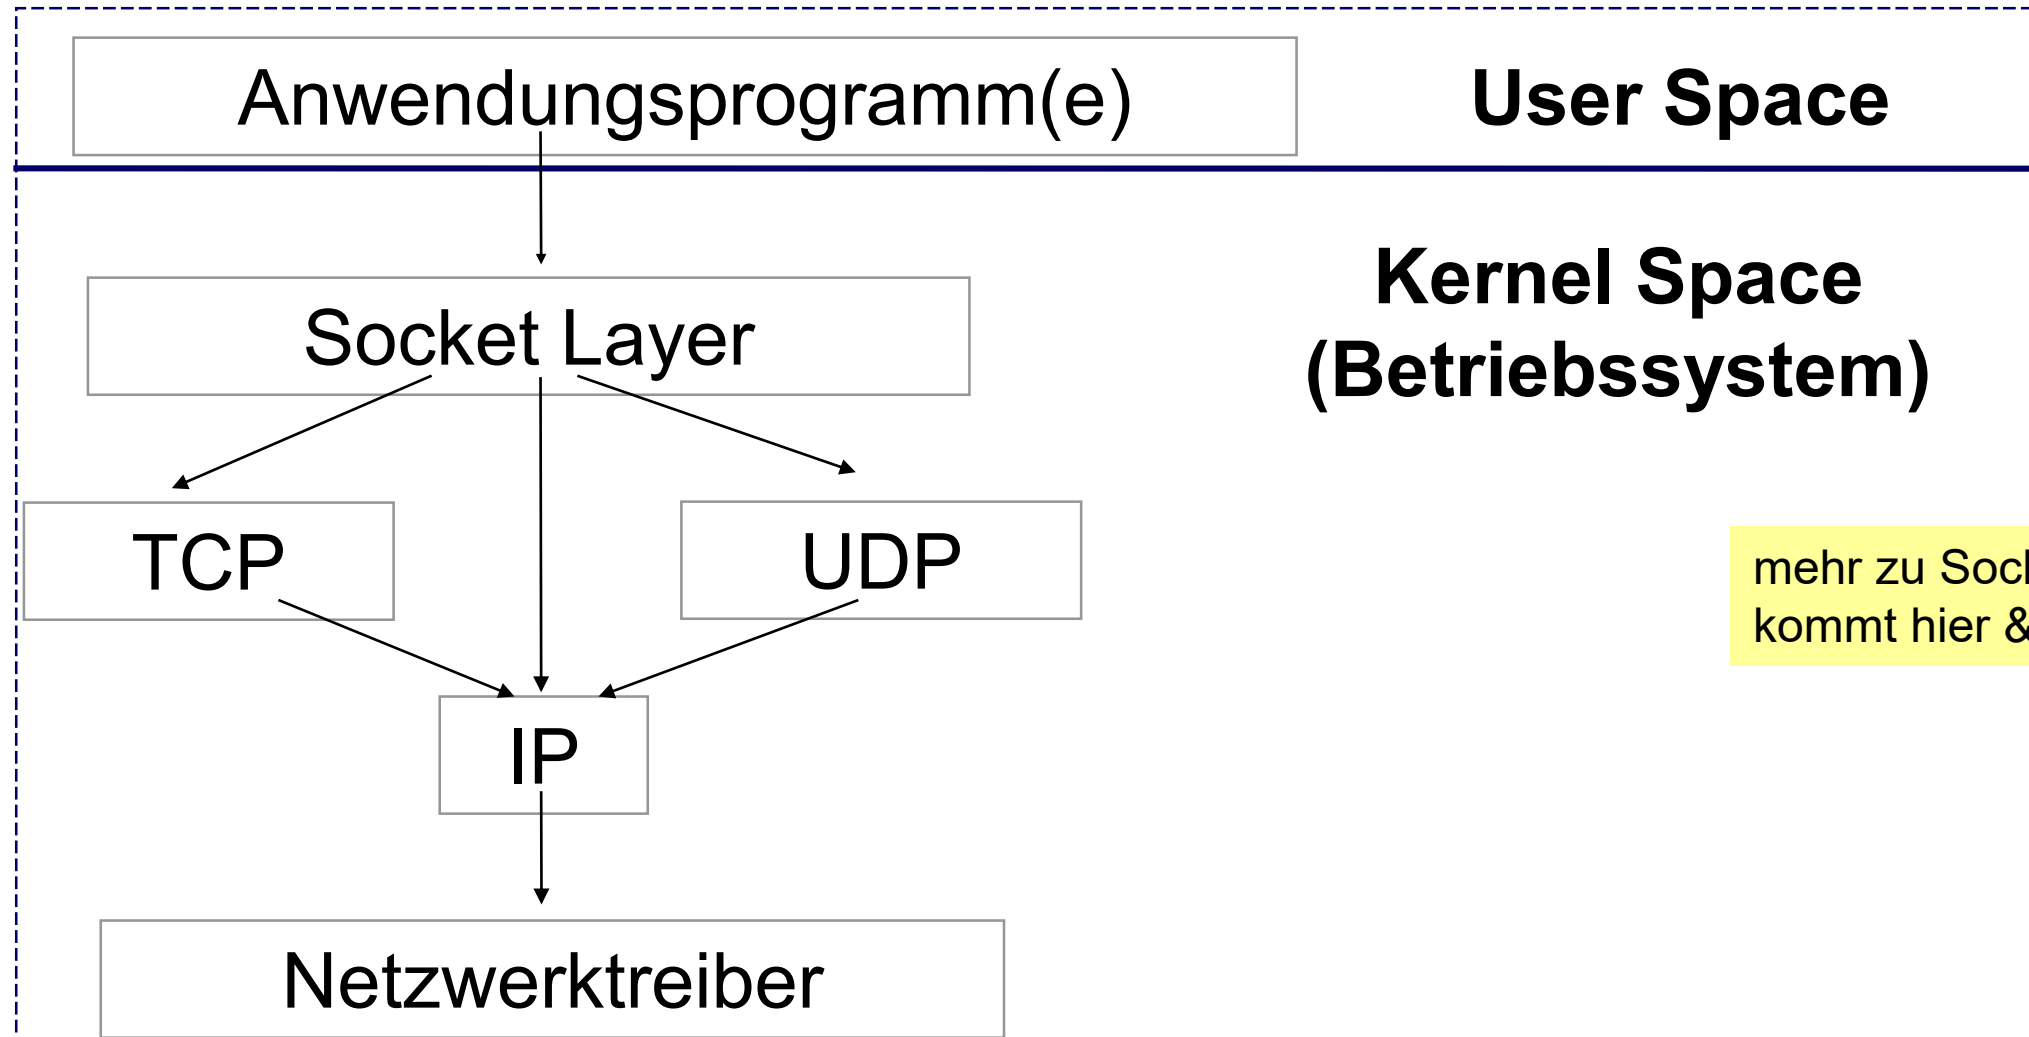 Anwendungsprogramm(e)
User Space
Kernel Space
(Betriebssystem)
Socket Layer
TCP
UDP
mehr zu
kommt hier &
IP
Netzwerktreiber